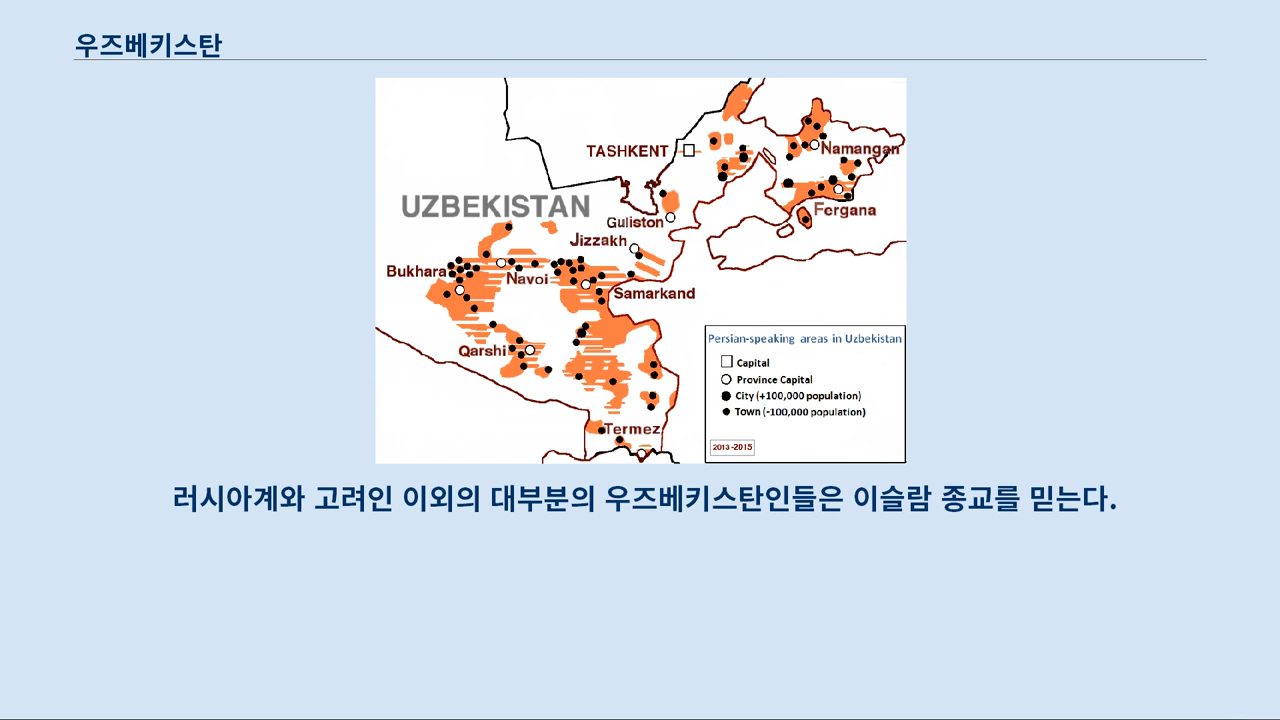 우즈베키스탄
TASHKENT
Namangan
UZBEKISTAN
Fergana
Guliston
Jizzakh
Bukhara
Navoi
Samarkand
Qarshi
Termez
Persian-speaking areas in Uzbekistan
Capital
Province Capital
City (+100,000 population)
Town (-100,000 population)
2013-2015
러시아계와 고려인 이외의 대부분의 우즈베키스탄인들은 이슬람 종교를 믿는다.